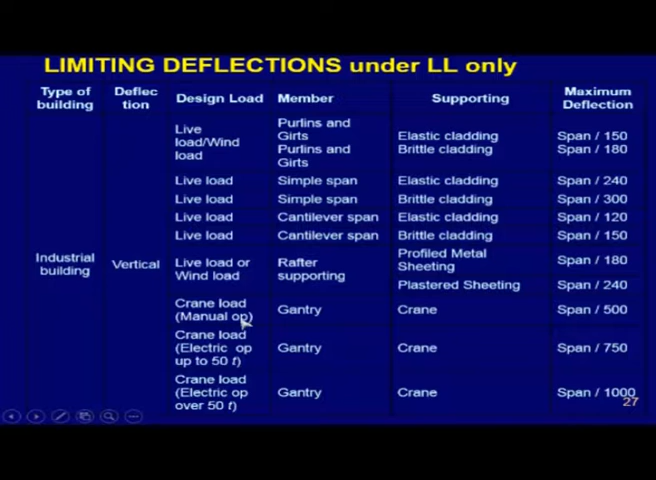 LIMITING DEFLECTIONS under LL only
Type of building Deflec tion Design Load Member Supporting Maximum Deflection
Industrial building Vertical
Live load/Wind load Purlins and Girts Elastic cladding Span / 150
Purlins and Girts Brittle cladding Span / 180
Live load Simple span Elastic cladding Span / 240
Live load Simple span Brittle cladding Span / 300
Live load Cantilever span Elastic cladding Span / 120
Live load Cantilever span Brittle cladding Span / 150
Live load or Wind load Rafter supporting Profiled Metal Sheeting Span / 180
Plastered Sheeting Span / 240
Crane load (Manual op) Gantry Crane Span / 500
Crane load (Electric op up to 50 t) Gantry Crane Span / 750
Crane load (Electric op over 50 t) Gantry Crane Span / 1000
27